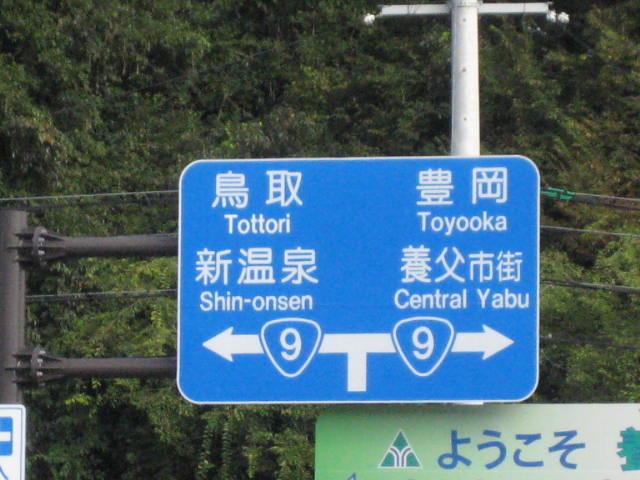 鳥取
Tottori
新温泉
Shin-onsen
豊岡
Toyooka
養父市街
Central Yabu
9
9
ようこそ